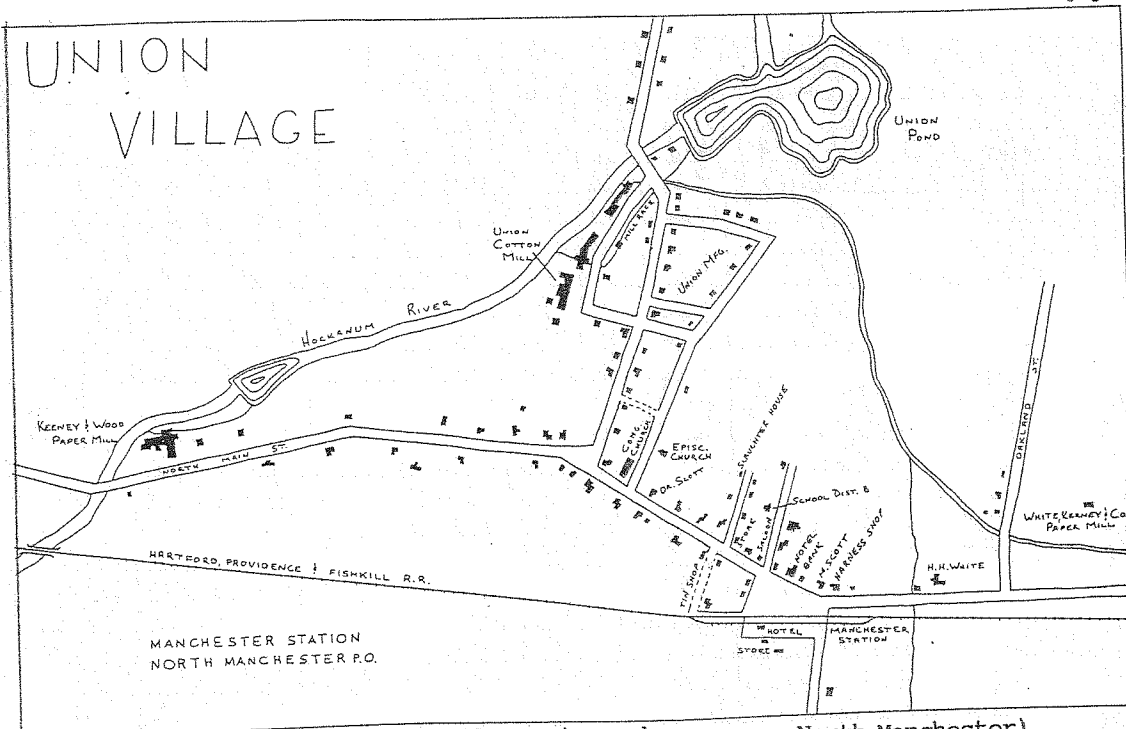 UNION
VILLAGE
UNION
POND
UNION
COTTON
MILL
MILL RACE
UNION MFG.
HOCKANUM RIVER
KEENEY & WOOD
PAPER MILL
NORTH MAIN ST.
CONG.
CHURCH
EPISC.
CHURCH
DR. SCOTT
SLAUGHTER HOUSE
STORE
SALOON
SCHOOL DIST. 8
HOTEL
BANK
M. SCOTT
HARNESS SHOP
OAKLAND ST.
WHITE, KEENEY & CO
PAPER MILL
H.H. WHITE
HARTFORD, PROVIDENCE & FISHKILL R.R.
TIN SHOP
HOTEL
STORE
MANCHESTER
STATION
MANCHESTER STATION
NORTH MANCHESTER P.O.
North Manchester)